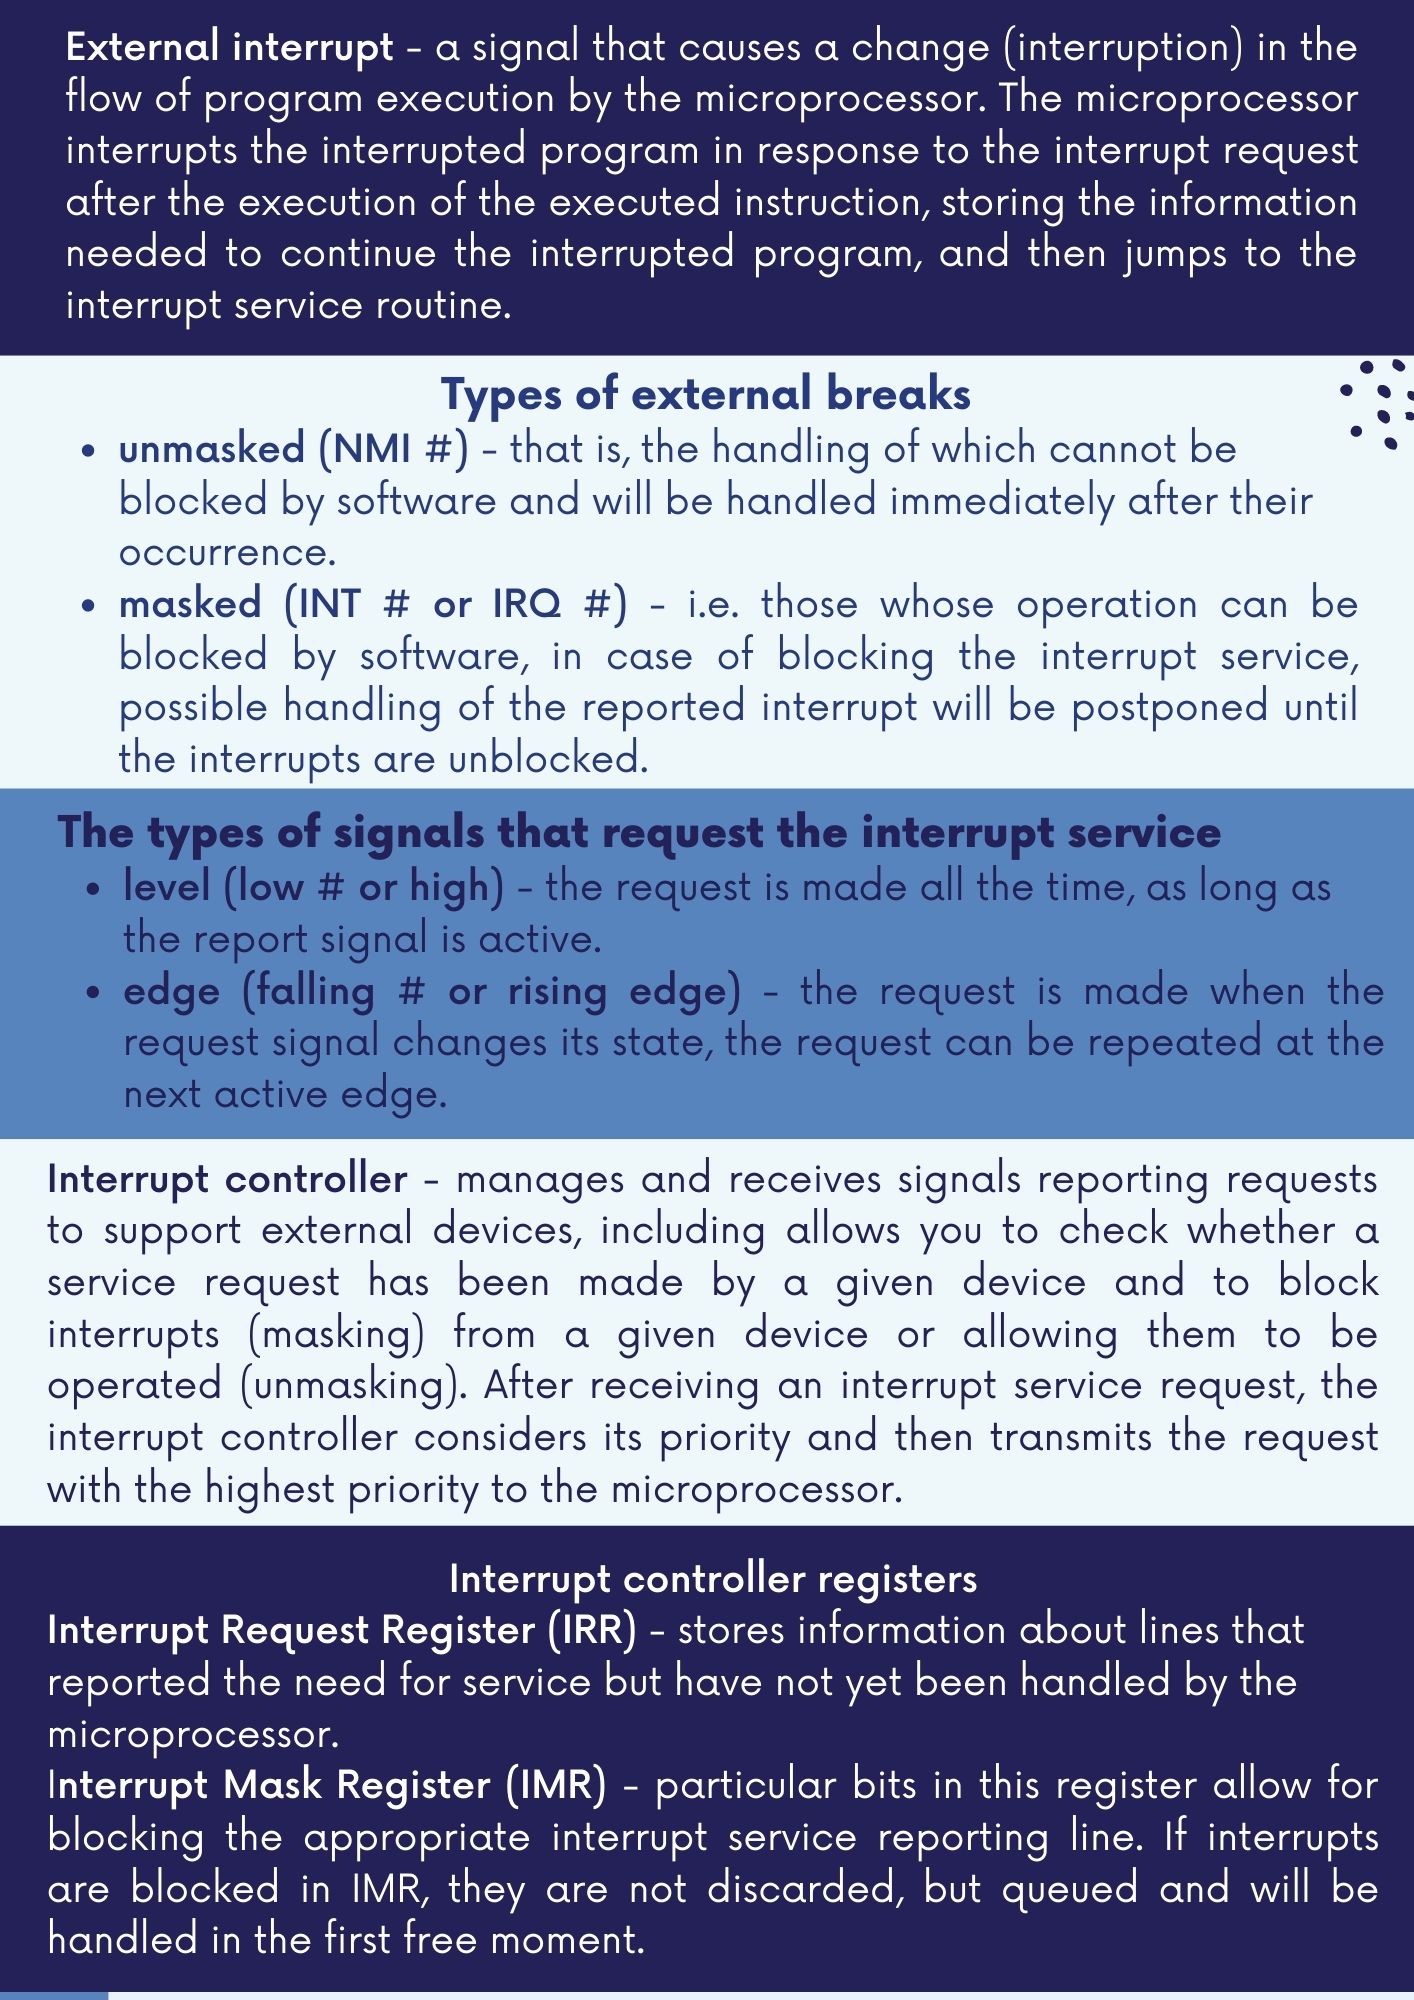 External interrupt - a signal that causes a change (interruption) in the
flow of program execution by the microprocessor. The microprocessor
interrupts the interrupted program in response to the interrupt request
after the execution of the executed instruction, storing the information
needed to continue the interrupted program, and then jumps to the
interrupt service routine.
Types of external breaks
• unmasked (NMI #) - that is, the handling of which cannot be
blocked by software and will be handled immediately after their
occurrence.
• masked (INT # or IRQ #) - i.e. those whose operation can be
blocked by software, in case of blocking the interrupt service,
possible handling of the reported interrupt will be postponed until
the interrupts are unblocked.
The types of signals that request the interrupt service
• level (low # or high) - the request is made all the time, as long as
the report signal is active.
• edge (falling # or rising edge) - the request is made when the
request signal changes its state, the request can be repeated at the
next active edge.
Interrupt controller - manages and receives signals reporting requests
to support external devices, including allows you to check whether a
service request has been made by a given device and to block
interrupts (masking) from a given device or allowing them to be
operated (unmasking). After receiving an interrupt service request, the
interrupt controller considers its priority and then transmits the request
with the highest priority to the microprocessor.
Interrupt controller registers
Interrupt Request Register (IRR) - stores information about lines that
reported the need for service but have not yet been handled by the
microprocessor.
Interrupt Mask Register (IMR) - particular bits in this register allow for
blocking the appropriate interrupt service reporting line. If interrupts
are blocked in IMR, they are not discarded, but queued and will be
handled in the first free moment.